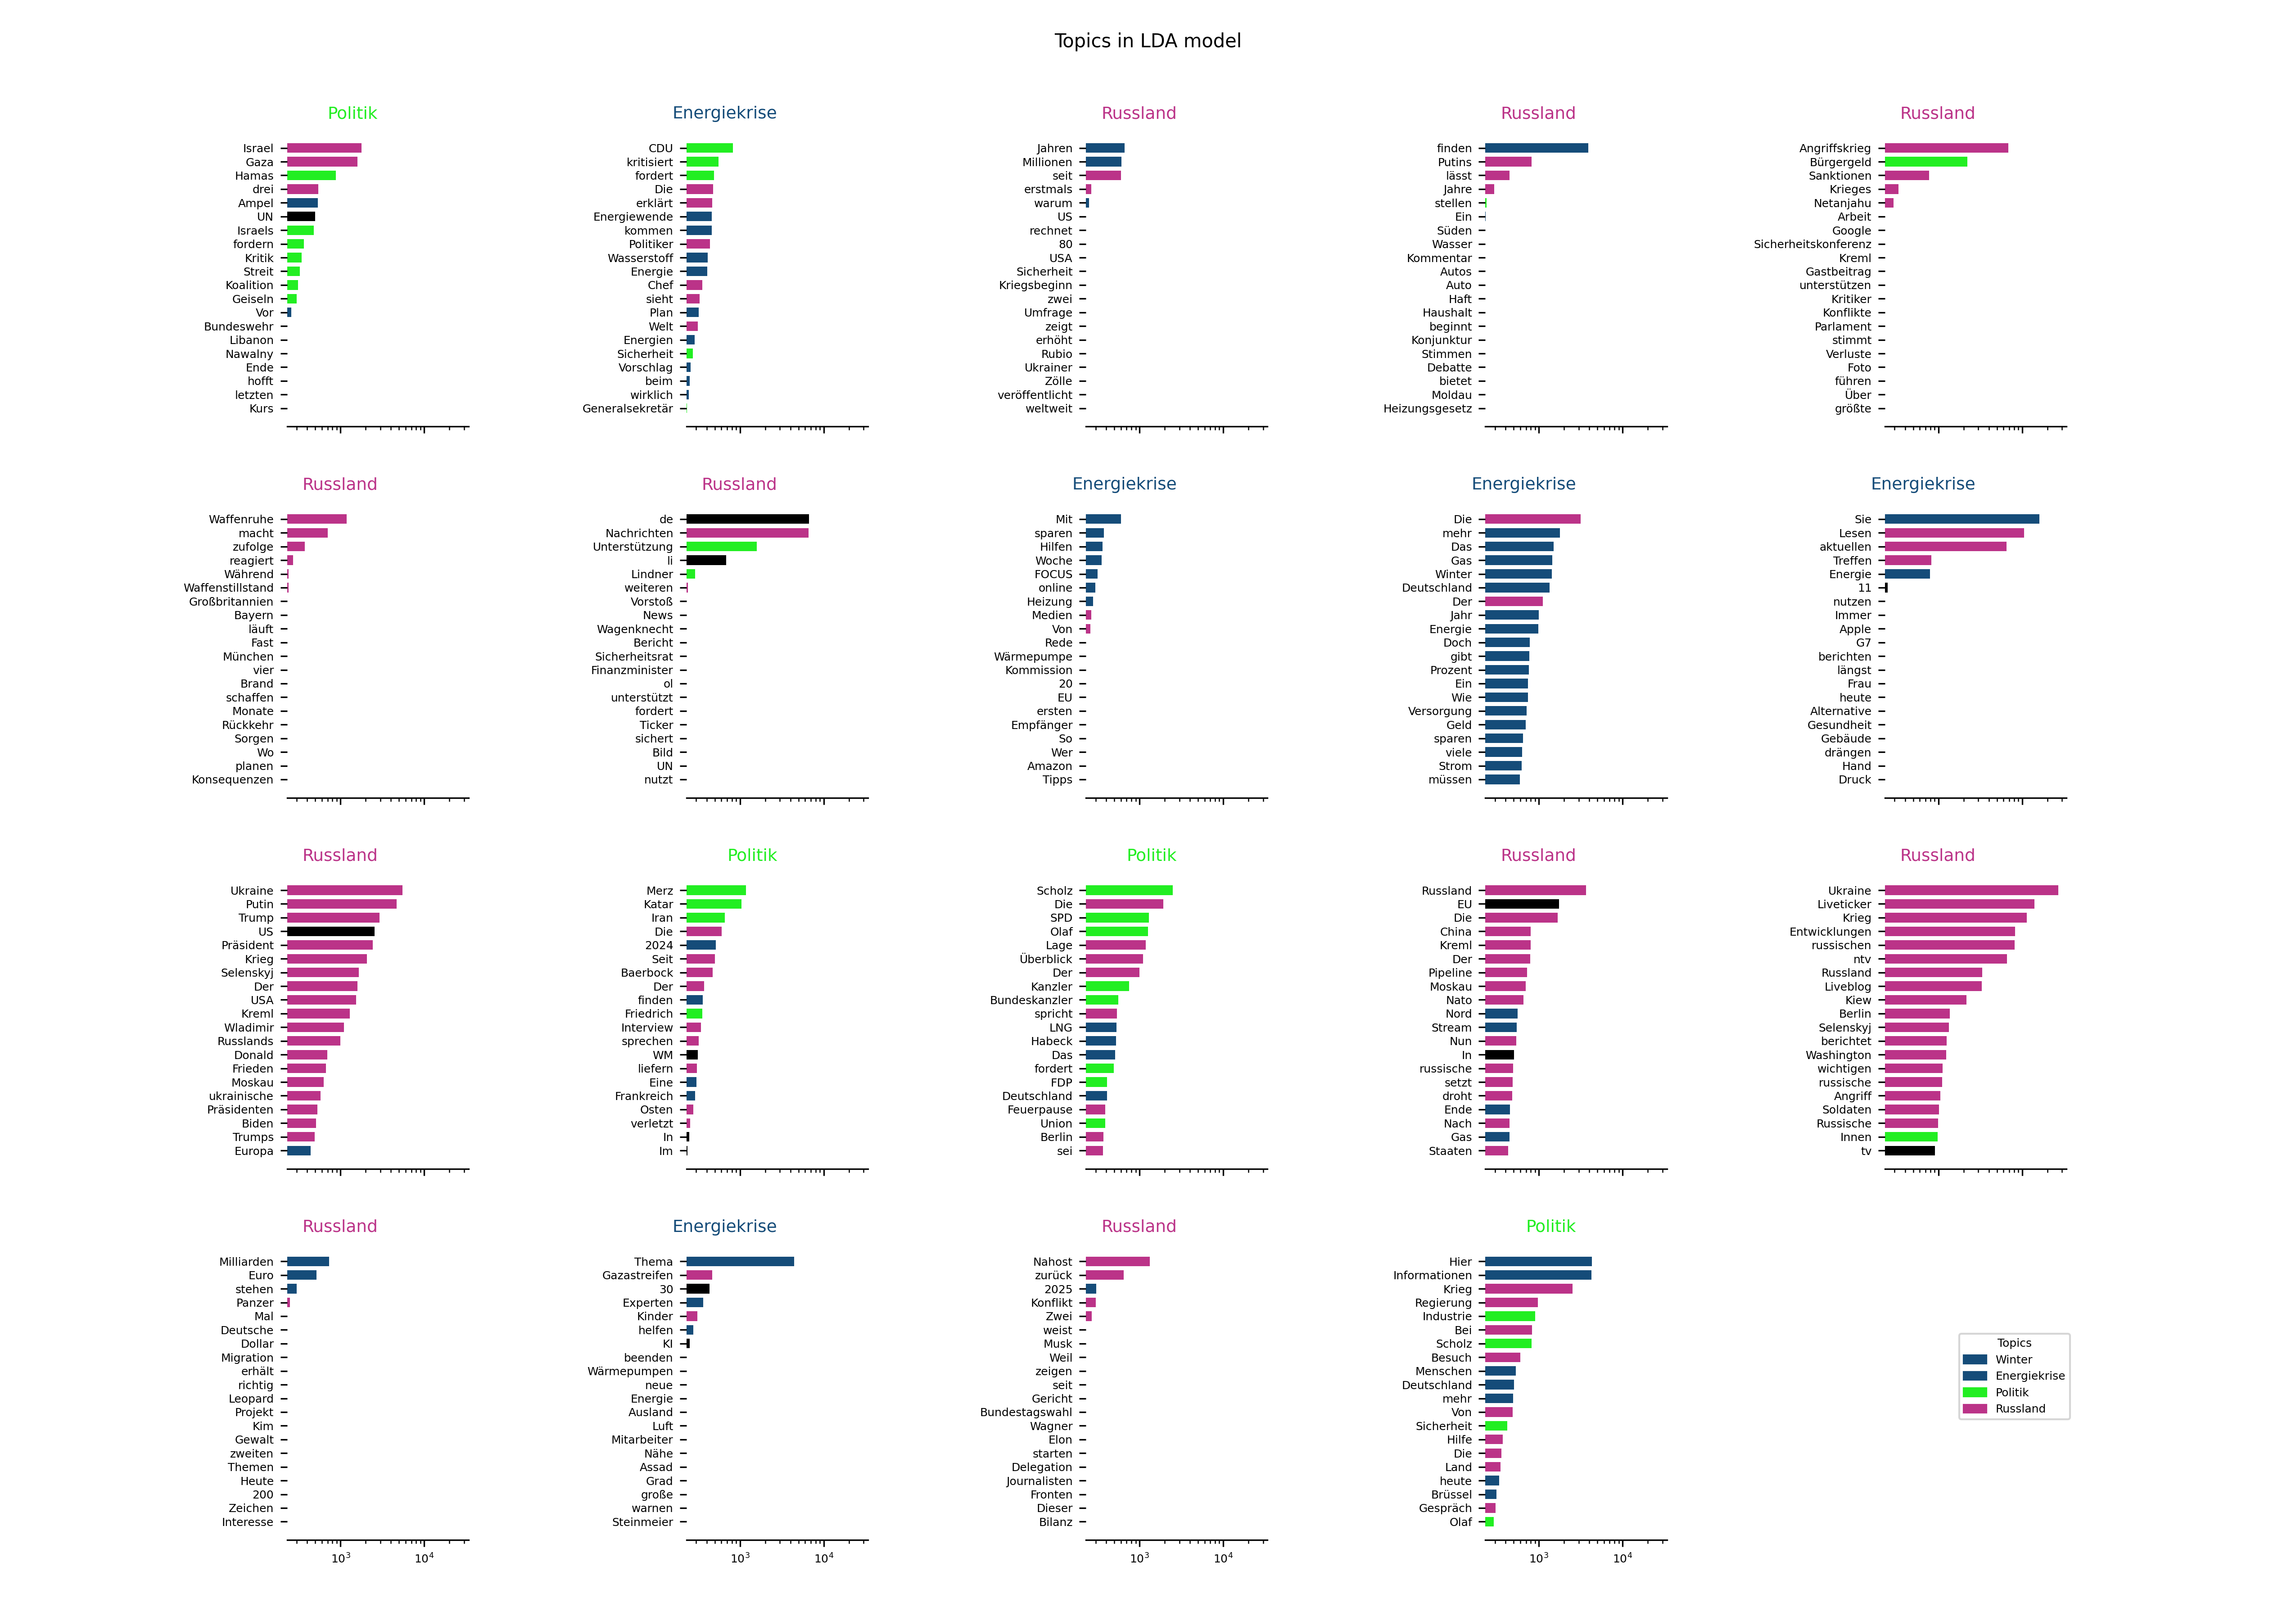 Topics in LDA model
Politik
Israel
Gaza
Hamas
drei
Ampel
UN
Israels
fordern
Kritik
Streit
Koalition
Geiseln
Vor
Bundeswehr
Libanon
Nawalny
Ende
hofft
letzten
Kurs
Energiekrise
CDU
kritisiert
fordert
Die
erklärt
Energiewende
kommen
Politiker
Wasserstoff
Energie
Chef
sieht
Plan
Welt
Energien
Sicherheit
Vorschlag
beim
wirklich
Generalsekretär
Russland
Jahren
Millionen
seit
erstmals
warum
US
rechnet
80
USA
Sicherheit
Kriegsbeginn
zwei
Umfrage
zeigt
erhöht
Rubio
Ukrainer
Zölle
veröffentlicht
weltweit
Russland
finden
Putins
lässt
Jahre
stellen
Ein
Süden
Wasser
Kommentar
Autos
Auto
Haft
Haushalt
beginnt
Konjunktur
Stimmen
Debatte
bietet
Moldau
Heizungsgesetz
Russland
Angriffskrieg
Bürgergeld
Sanktionen
Krieges
Netanjahu
Arbeit
Google
Sicherheitskonferenz
Kreml
Gastbeitrag
unterstützen
Kritiker
Konflikte
Parlament
stimmt
Verluste
Foto
führen
Über
größte
Russland
Waffenruhe
macht
zufolge
reagiert
Während
Waffenstillstand
Großbritannien
Bayern
läuft
Fast
München
vier
Brand
schaffen
Monate
Rückkehr
Sorgen
Wo
planen
Konsequenzen
Russland
de
Nachrichten
Unterstützung
li
Lindner
weiteren
Vorstoß
News
Wagenknecht
Bericht
Sicherheitsrat
Finanzminister
ol
unterstützt
fordert
Ticker
sichert
Bild
UN
nutzt
Energiekrise
Mit
sparen
Hilfen
Woche
FOCUS
online
Heizung
Medien
Von
Rede
Wärmepumpe
Kommission
20
EU
ersten
Empfänger
So
Wer
Amazon
Tipps
Energiekrise
Die
mehr
Das
Gas
Winter
Deutschland
Der
Jahr
Energie
Doch
gibt
Prozent
Ein
Wie
Versorgung
Geld
sparen
viele
Strom
müssen
Energiekrise
Sie
Lesen
aktuellen
Treffen
Energie
11
nutzen
Immer
Apple
G7
berichten
längst
Frau
heute
Alternative
Gesundheit
Gebäude
drängen
Hand
Druck
Russland
Ukraine
Putin
Trump
US
Präsident
Krieg
Selenskyj
Der
USA
Kreml
Wladimir
Russlands
Donald
Frieden
Moskau
ukrainische
Präsidenten
Biden
Trumps
Europa
Politik
Merz
Katar
Iran
Die
2024
Seit
Baerbock
Der
finden
Friedrich
Interview
sprechen
WM
liefern
Eine
Frankreich
Osten
verletzt
In
Im
Politik
Scholz
Die
SPD
Olaf
Lage
Überblick
Der
Kanzler
Bundeskanzler
spricht
LNG
Habeck
Das
fordert
FDP
Deutschland
Feuerpause
Union
Berlin
sei
Russland
Russland
EU
Die
China
Kreml
Der
Pipeline
Moskau
Nato
Nord
Stream
Nun
In
russische
setzt
droht
Ende
Nach
Gas
Staaten
Russland
Ukraine
Liveticker
Krieg
Entwicklungen
russischen
ntv
Russland
Liveblog
Kiew
Berlin
Selenskyj
berichtet
Washington
wichtigen
russische
Angriff
Soldaten
Russische
Innen
tv
Russland
Milliarden
Euro
stehen
Panzer
Mal
Deutsche
Dollar
Migration
erhält
richtig
Leopard
Projekt
Kim
Gewalt
zweiten
Themen
Heute
200
Zeichen
Interesse
10³ 10⁴
Energiekrise
Thema
Gazastreifen
30
Experten
Kinder
helfen
KI
beenden
Wärmepumpen
neue
Energie
Ausland
Luft
Mitarbeiter
Nähe
Assad
Grad
große
warnen
Steinmeier
10³ 10⁴
Russland
Nahost
zurück
2025
Konflikt
Zwei
weist
Musk
Weil
zeigen
seit
Gericht
Bundestagswahl
Wagner
Elon
starten
Delegation
Journalisten
Fronten
Dieser
Bilanz
10³ 10⁴
Politik
Hier
Informationen
Krieg
Regierung
Industrie
Bei
Scholz
Besuch
Menschen
Deutschland
mehr
Von
Sicherheit
Hilfe
Die
Land
heute
Brüssel
Gespräch
Olaf
10³ 10⁴
Topics
Winter
Energiekrise
Politik
Russland